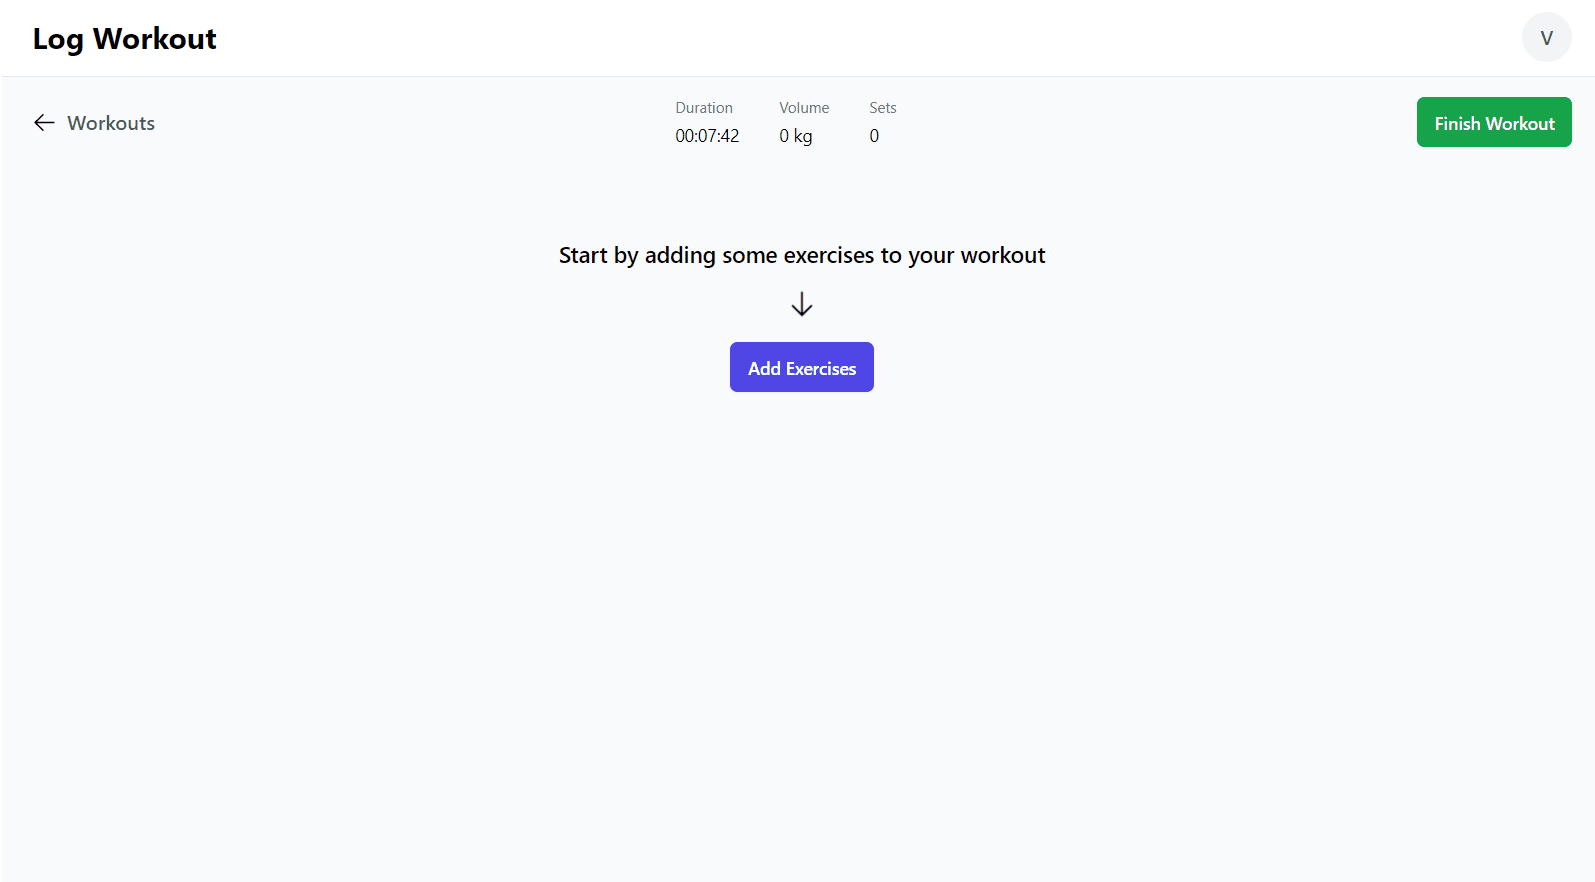 Log Workout
V
Workouts
Duration
00:07:42
Volume
0 kg
Sets
0
Finish Workout
Start by adding some exercises to your workout
Add Exercises